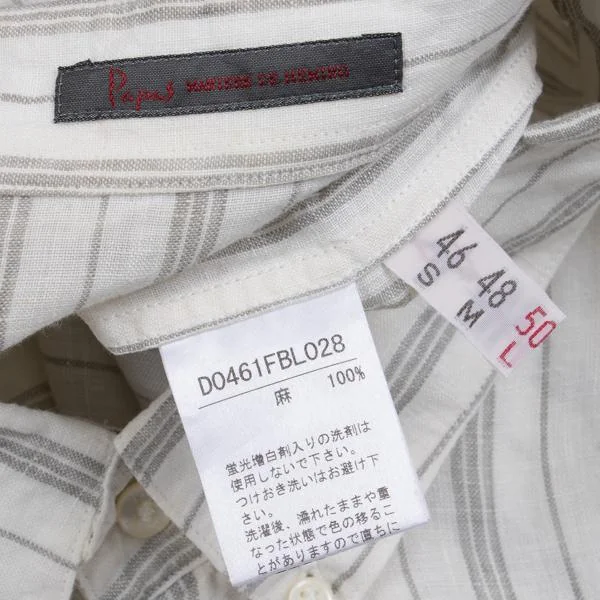 Papas
46 48 50
S M L
D0461FBL028
麻 100%
蛍光増白剤入りの洗剤は
使用しないで下さい。
つけおき洗いはお避け下
さい。
洗濯後、濡れたままや重
なった状態で色の移るこ
とがありますので直ちに